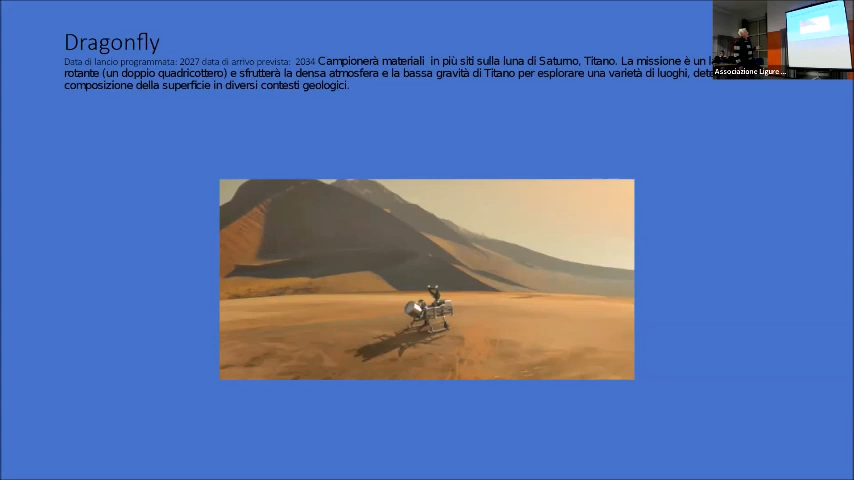 Dragonfly
Data di lancio programmata: 2027 data di arrivo prevista: 2034 Campionerà materiali in più siti sulla luna di Saturno, Titano. La missione è un
rotante (un doppio quadricottero) e sfrutterà la densa atmosfera e la bassa gravità di Titano per esplorare una varietà di luoghi,
composizione della superficie in diversi contesti geologici.
Associazione Ligure ...